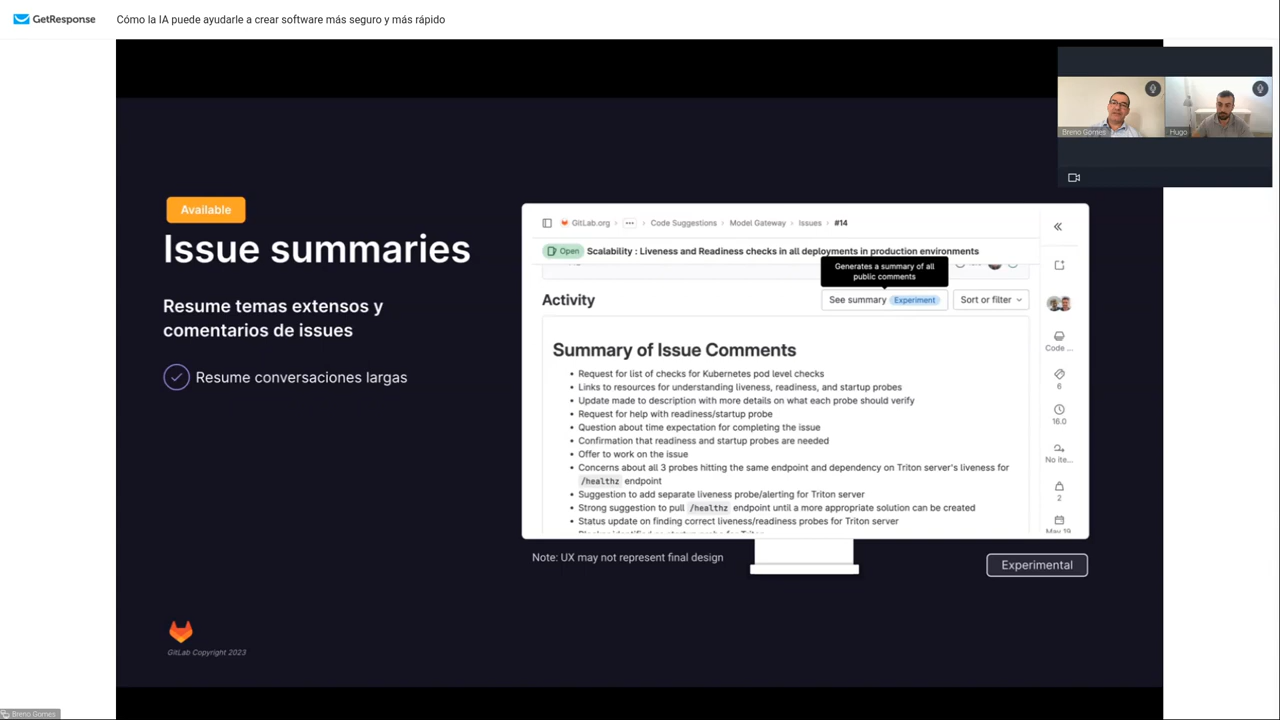 GetResponse
Cómo la IA puede ayudarle a crear software más seguro y más rápido
Breno Gomes
Hugo
Available
Issue summaries
Resume temas extensos y
comentarios de issues
Resume conversaciones largas
GitLab.org › ··· › Code Suggestions › Model Gateway › Issues › #14
Open Scalability : Liveness and Readiness checks in all deployments in production environments
Generates a summary of all
public comments
Activity
See summary Experiment
Sort or filter
Summary of Issue Comments
• Request for list of checks for Kubernetes pod level checks
• Links to resources for understanding liveness, readiness, and startup probes
• Update made to description with more details on what each probe should verify
• Request for help with readiness/startup probe
• Question about time expectation for completing the issue
• Confirmation that readiness and startup probes are needed
• Offer to work on the issue
• Concerns about all 3 probes hitting the same endpoint and dependency on Triton server's liveness for
/healthz endpoint
• Suggestion to add separate liveness probe/alerting for Triton server
• Strong suggestion to pull /healthz endpoint until a more appropriate solution can be created
• Status update on finding correct liveness/readiness probes for Triton server
Code ...
6
16.0
No ite...
2
May 19
Note: UX may not represent final design
Experimental
GitLab Copyright 2023
Breno Gomes